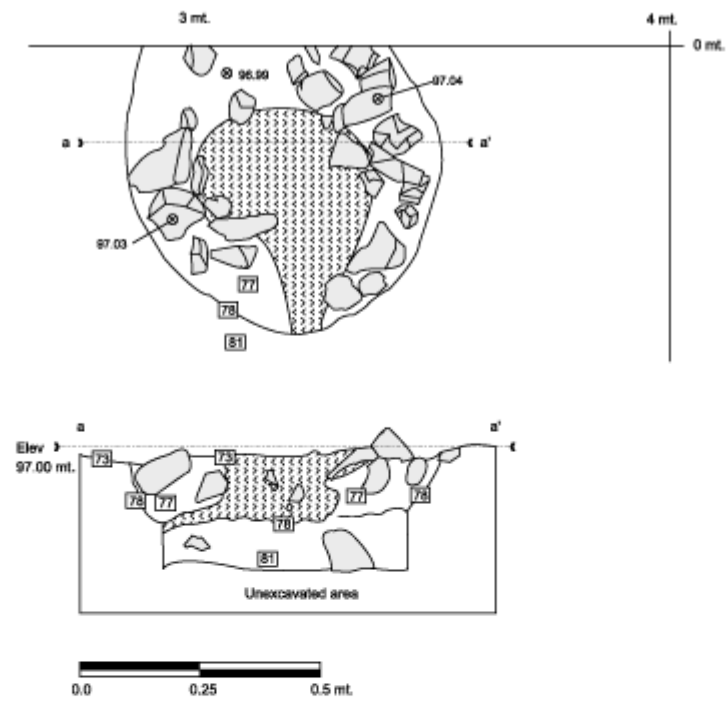 3 mt.
4 mt.
0 mt.
96.99
97.04
a
a'
97.03
77
78
81
a
a'
Elev
97.00 mt.
73
73
78
77
77
78
78
81
Unexcavated area
0.0
0.25
0.5 mt.